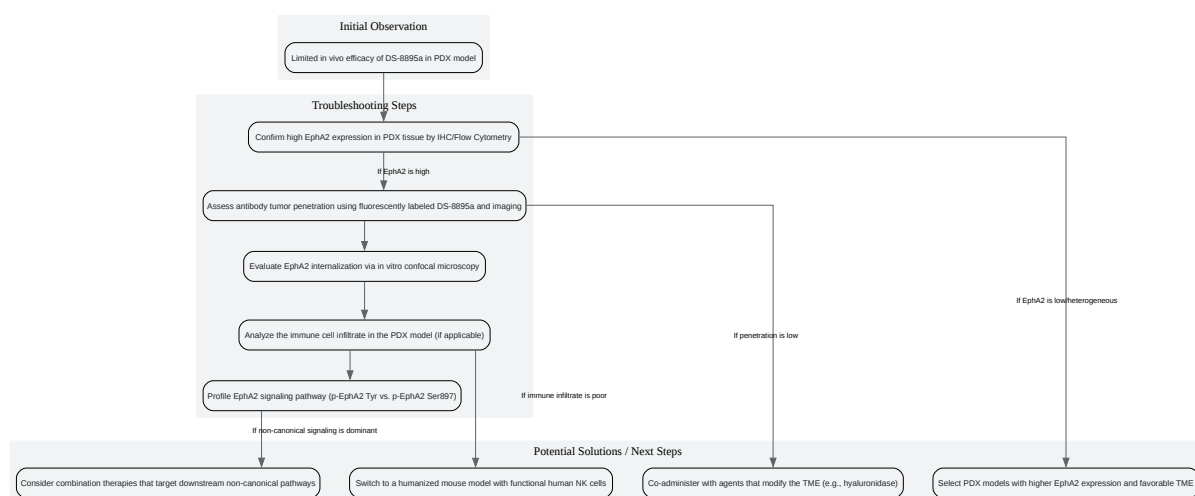 Initial Observation
Limited in vivo efficacy of DS-8895a in PDX model
Troubleshooting Steps
Confirm high EphA2 expression in PDX tissue by IHC/Flow Cytometry
If EphA2 is high
Assess antibody tumor penetration using fluorescently labeled DS-8895a and imaging
Evaluate EphA2 internalization via in vitro confocal microscopy
If EphA2 is low/heterogeneous
Analyze the immune cell infiltrate in the PDX model (if applicable)
If penetration is low
Profile EphA2 signaling pathway (p-EphA2 Tyr vs. p-EphA2 Ser897)
If immune infiltrate is poor
If non-canonical signaling is dominant
Potential Solutions / Next Steps
Consider combination therapies that target downstream non-canonical pathways
Switch to a humanized mouse model with functional human NK cells
Co-administer with agents that modify the TME (e.g., hyaluronidase)
Select PDX models with higher EphA2 expression and favorable TME